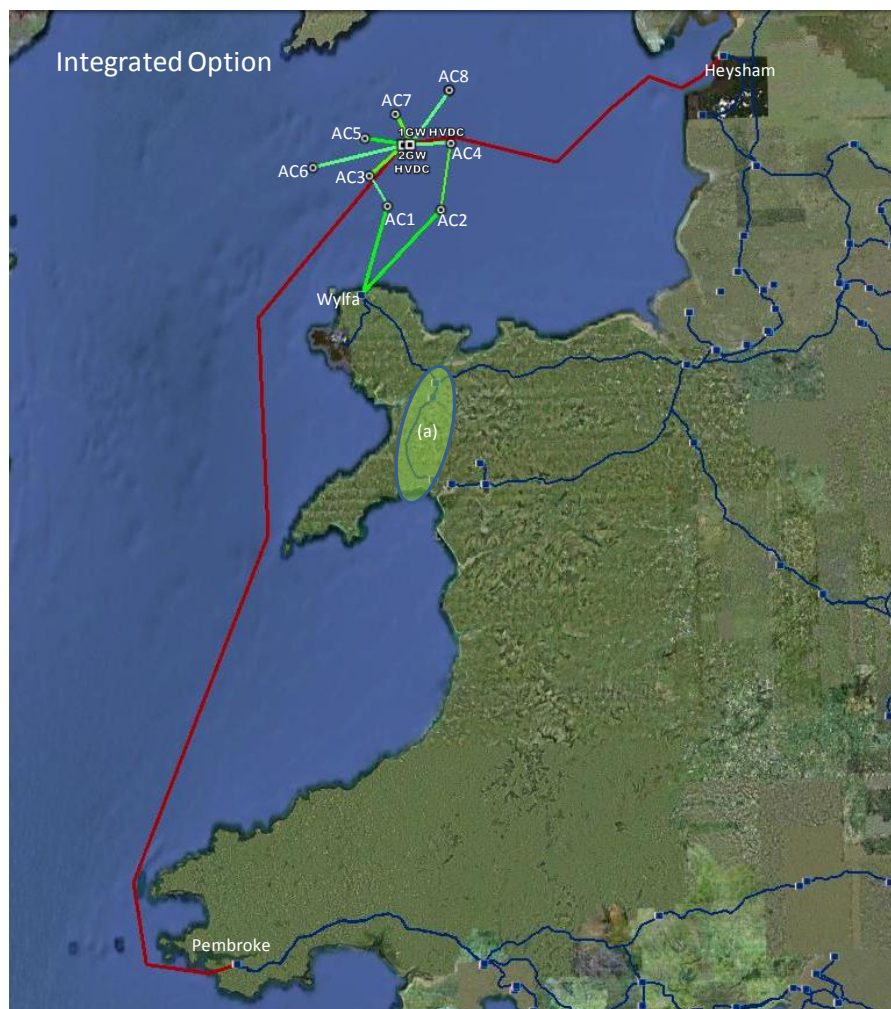 Integrated Option
Heysham
AC8
AC7
1GW HVDC
AC5
AC4
2GW
HVDC
AC6
AC3
AC1
AC2
Wylfa
(a)
Pembroke